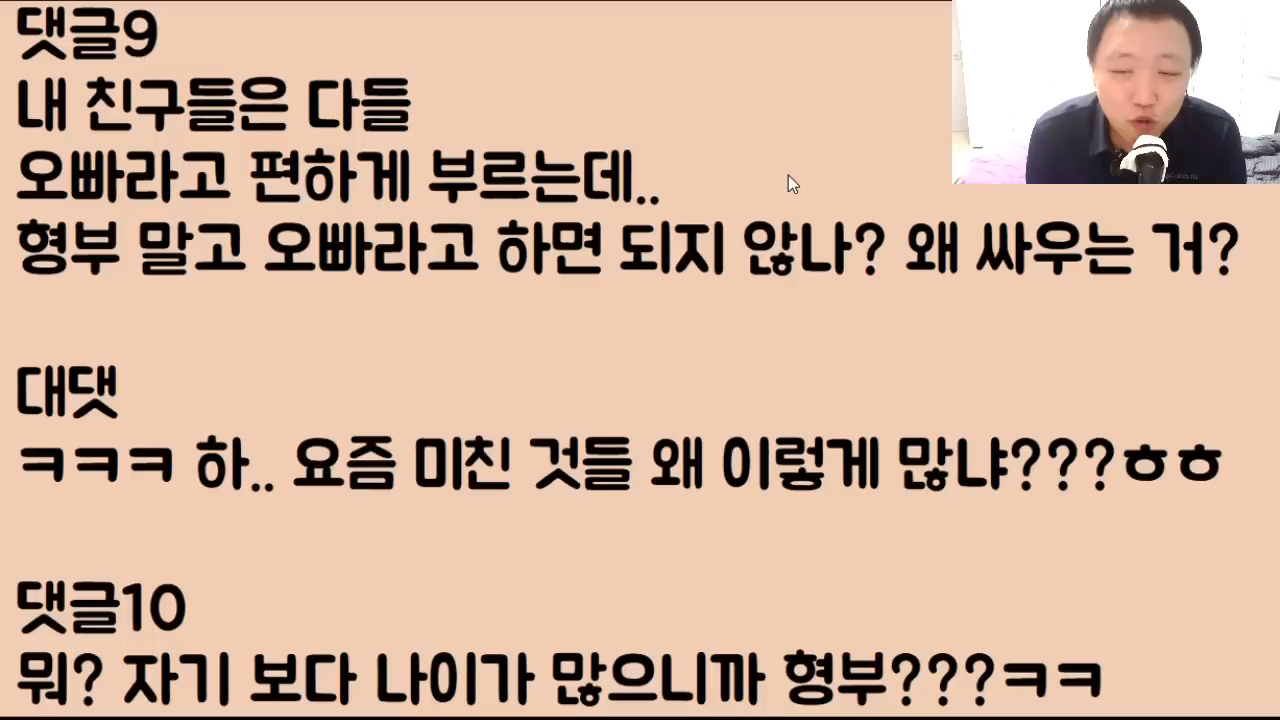 댓글9
내 친구들은 다들
오빠라고 편하게 부르는데..
형부 말고 오빠라고 하면 되지 않나? 왜 싸우는 거?
대댓
ㅋㅋㅋ 하.. 요즘 미친 것들 왜 이렇게 많냐???ㅎㅎ
댓글10
뭐? 자기 보다 나이가 많으니까 형부???ㅋㅋ